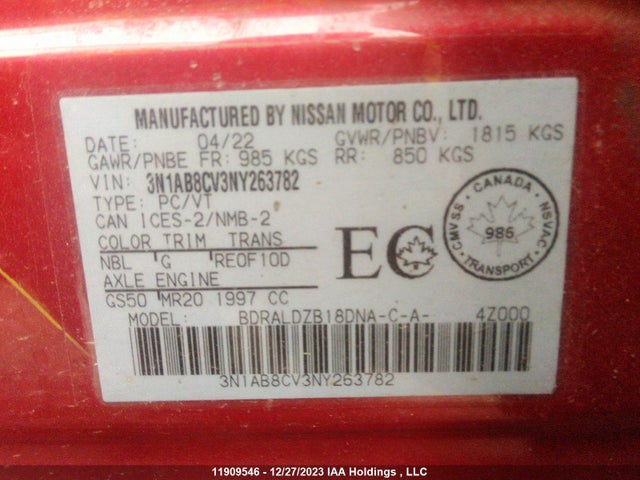 MANUFACTURED BY NISSAN MOTOR CO., LTD.
DATE: 04/22 GVWR/PNBV: 1815 KGS
GAWR/PNBE FR: 985 KGS RR: 850 KGS
VIN: 3N1AB8CV3NY263782
TYPE: PC/VT
CAN ICES-2/NMB-2
COLOR TRIM TRANS
NBL G RE0F10D
AXLE ENGINE
GS50 MR20 1997 CC
EC
CANADA
CMVSS 986 NSVAC
TRANSPORT
MODEL: BDRALDZB18DNA-C-A- 4Z000
3N1AB8CV3NY263782
11909546 - 12/27/2023 IAA Holdings , LLC